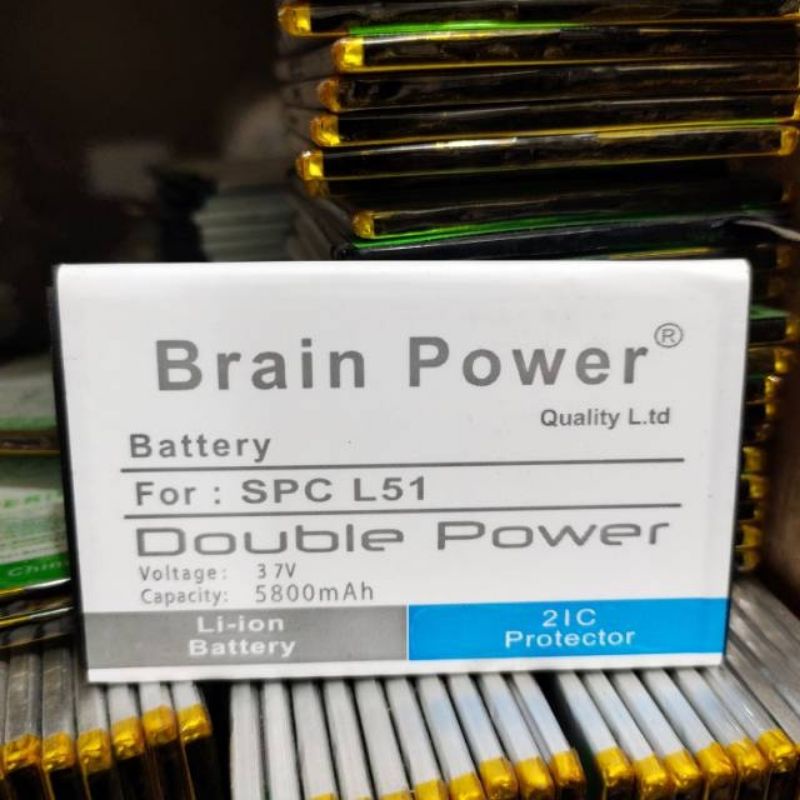 Brain Power®
Quality L.td
Battery
For : SPC L51
Double Power
Voltage: 3 7V
Capacity: 5800mAh
Li-ion
Battery
2IC
Protector